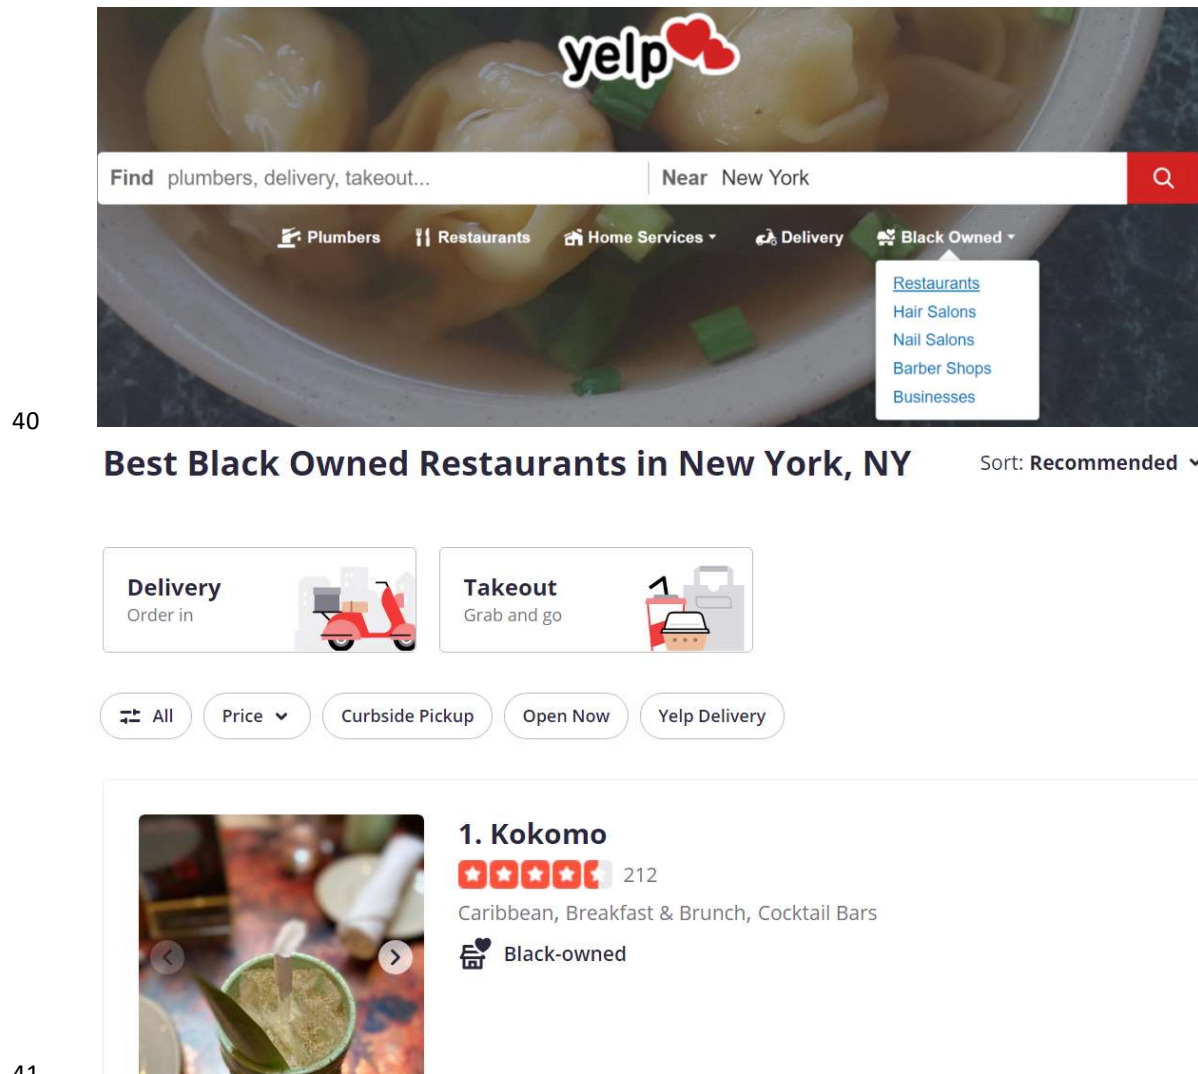 yelp
Find plumbers, delivery, takeout... Near New York
Plumbers Restaurants Home Services Delivery Black Owned
Restaurants
Hair Salons
Nail Salons
Barber Shops
Businesses
40
Best Black Owned Restaurants in New York, NY Sort: Recommended
Delivery
Order in
Takeout
Grab and go
All Price Curbside Pickup Open Now Yelp Delivery
1. Kokomo
212
Caribbean, Breakfast & Brunch, Cocktail Bars
Black-owned
41